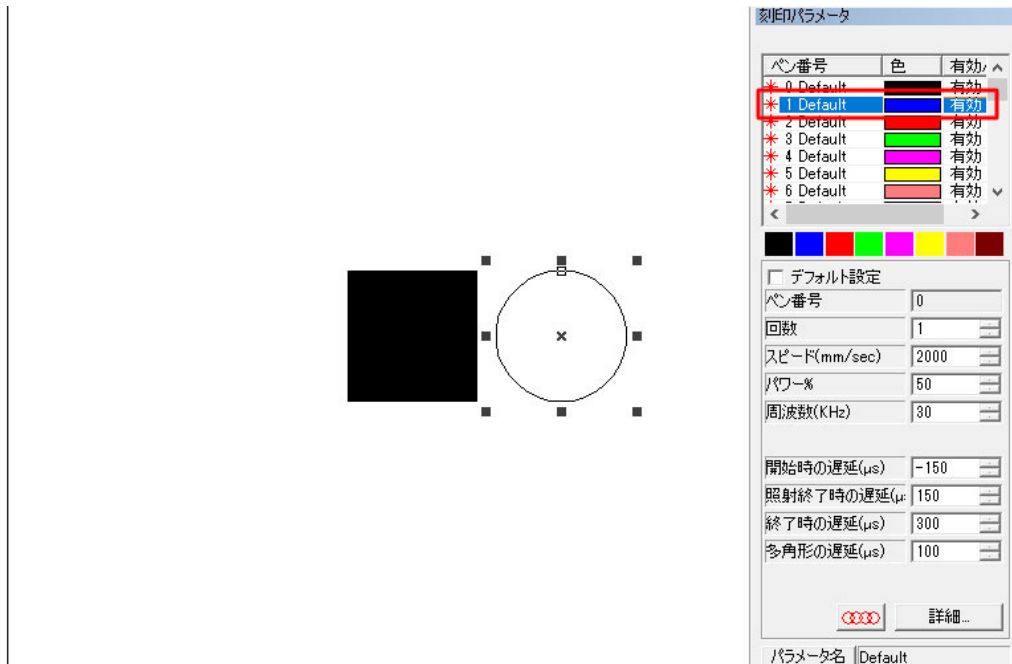 刻印パラメータ
ペン番号 色 有効/
0 Default 有効
1 Default 有効
2 Default 有効
3 Default 有効
4 Default 有効
5 Default 有効
6 Default 有効
デフォルト設定
ペン番号 0
回数 1
スピード(mm/sec) 2000
パワー% 50
周波数(KHz) 30
開始時の遅延(μs) -150
照射終了時の遅延(μ: 150
終了時の遅延(μs) 300
多角形の遅延(μs) 100
詳細...
パラメータ名 Default